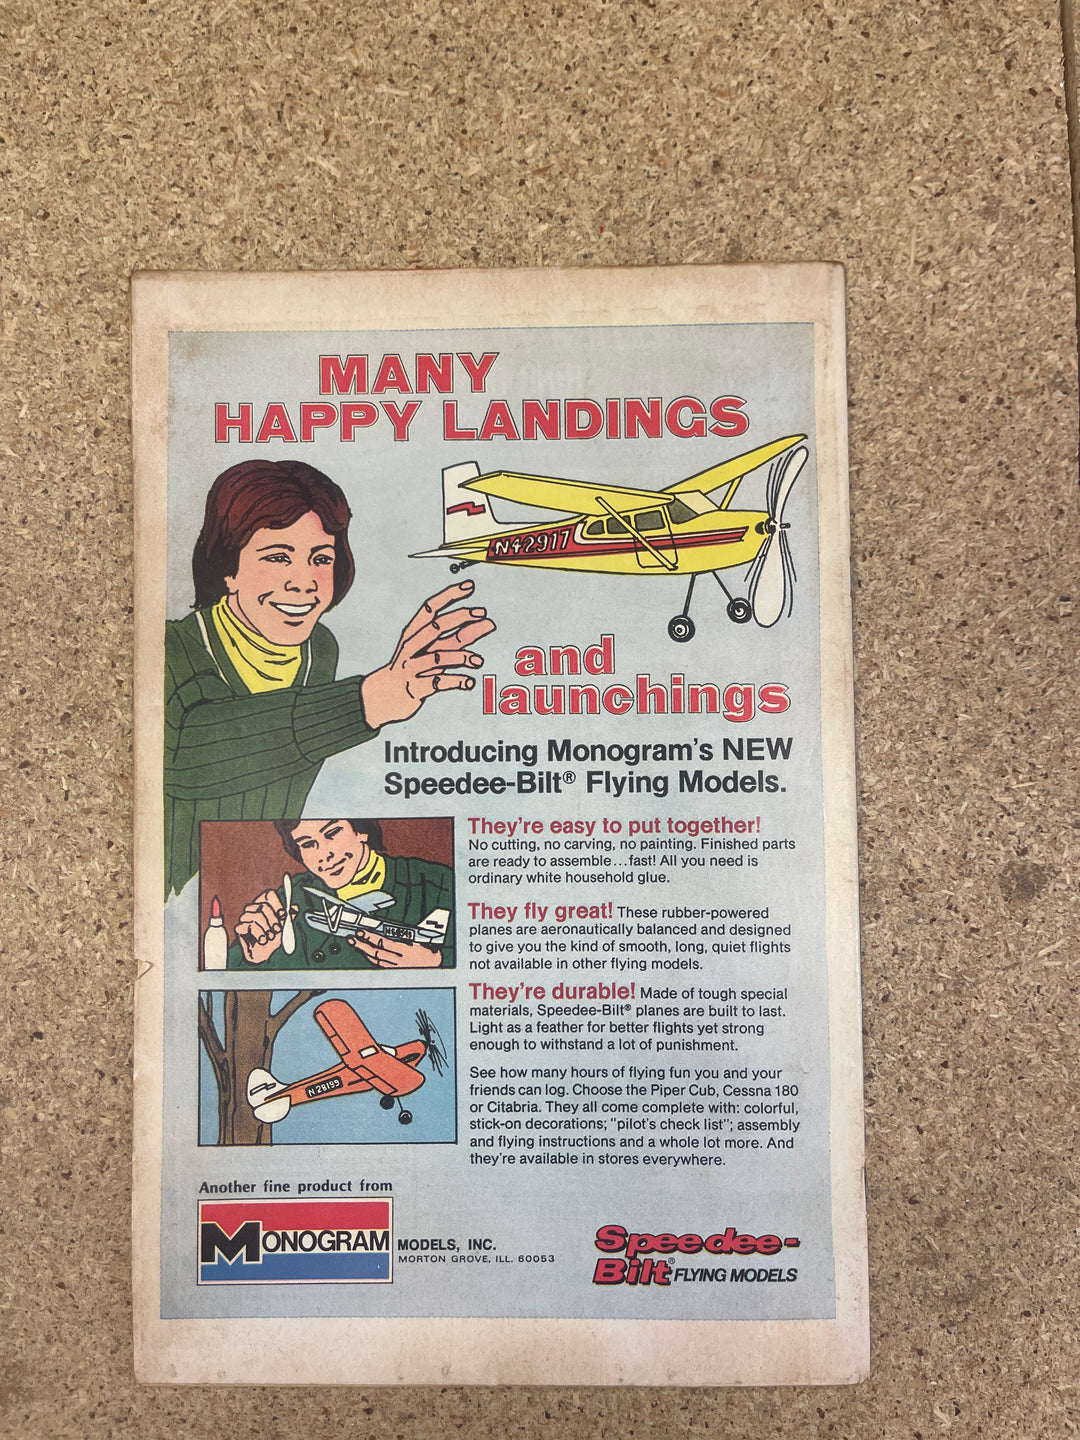 MANY
HAPPY LANDINGS
N42917
and
launchings
Introducing Monogram's NEW
Speedee-Bilt® Flying Models.
They're easy to put together!
No cutting, no carving, no painting. Finished parts
are ready to assemble...fast! All you need is
ordinary white household glue.
They fly great! These rubber-powered
planes are aeronautically balanced and designed
to give you the kind of smooth, long, quiet flights
not available in other flying models.
They're durable! Made of tough special
materials, Speedee-Bilt® planes are built to last.
Light as a feather for better flights yet strong
enough to withstand a lot of punishment.
N-28199
See how many hours of flying fun you and your
friends can log. Choose the Piper Cub, Cessna 180
or Citabria. They all come complete with: colorful,
stick-on decorations; "pilot's check list"; assembly
and flying instructions and a whole lot more. And
they're available in stores everywhere.
Another fine product from
MONOGRAM MODELS, INC.
MORTON GROVE, ILL. 60053
Speedee-
Bilt® FLYING MODELS